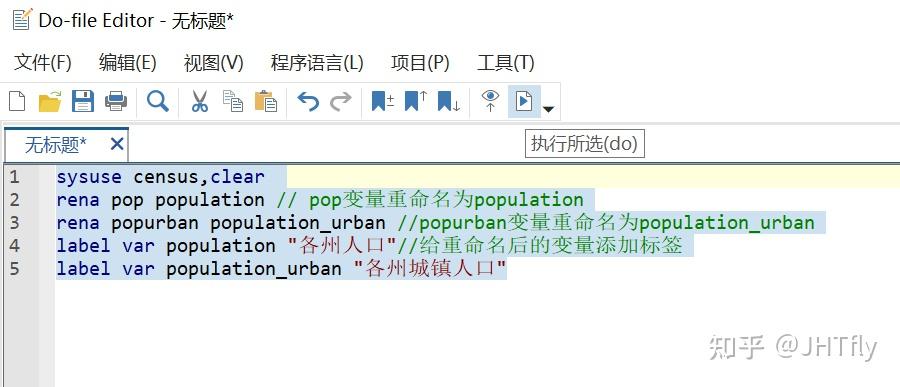 Do-file Editor - 无标题*
文件(F) 编辑(E) 视图(V) 程序语言(L) 项目(P) 工具(T)
无标题*
执行所选(do)
1 sysuse census,clear
2 rena pop population // pop变量重命名为population
3 rena popurban population_urban //popurban变量重命名为population_urban
4 label var population "各州人口"//给重命名后的变量添加标签
5 label var population_urban "各州城镇人口"
知乎 @JHTfly